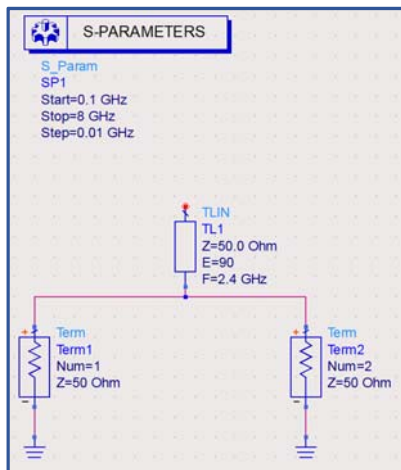 S-PARAMETERS
S_Param
SP1
Start=0.1 GHz
Stop=8 GHz
Step=0.01 GHz
TLIN
TL1
Z=50.0 Ohm
E=90
F=2.4 GHz
+
Term
Term1
Num=1
Z=50 Ohm
-
+
Term
Term2
Num=2
Z=50 Ohm
-